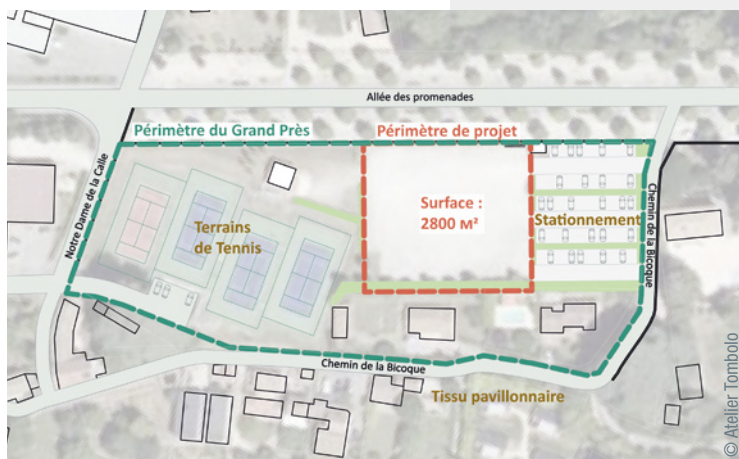 Allée des promenades
Périmètre du Grand Près
Périmètre de projet
Notre Dame de la Calle
Surface :
2800 M²
Terrains
de Tennis
Stationnement
Chemin de la Bicoque
Chemin de la Bicoque
Tissu pavillonnaire
© Atelier Tombolo